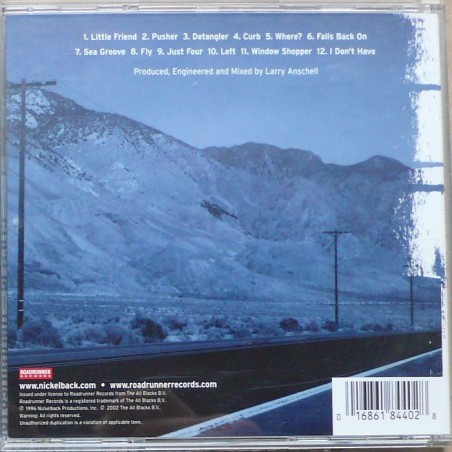 1. Little Friend 2. Pusher 3. Detangler 4. Curb 5. Where? 6. Falls Back On
7. Sea Groove 8. Fly 9. Just Four 10. Left 11. Window Shopper 12. I Don't Have
Produced, Engineered and Mixed by Larry Anschell
ROADRUNNER
RECORDS
www.nickelback.com • www.roadrunnerrecords.com
Issued under license to Roadrunner Records from The All Blacks B.V.
Roadrunner Records is a registered trademark of The All Blacks B.V.
© 1996 Nickelback Productions, Inc. © 2002 The All Blacks B.V.
Warning: All rights reserved.
Unauthorized duplication is a violation of applicable laws.
0 16861 84402 8